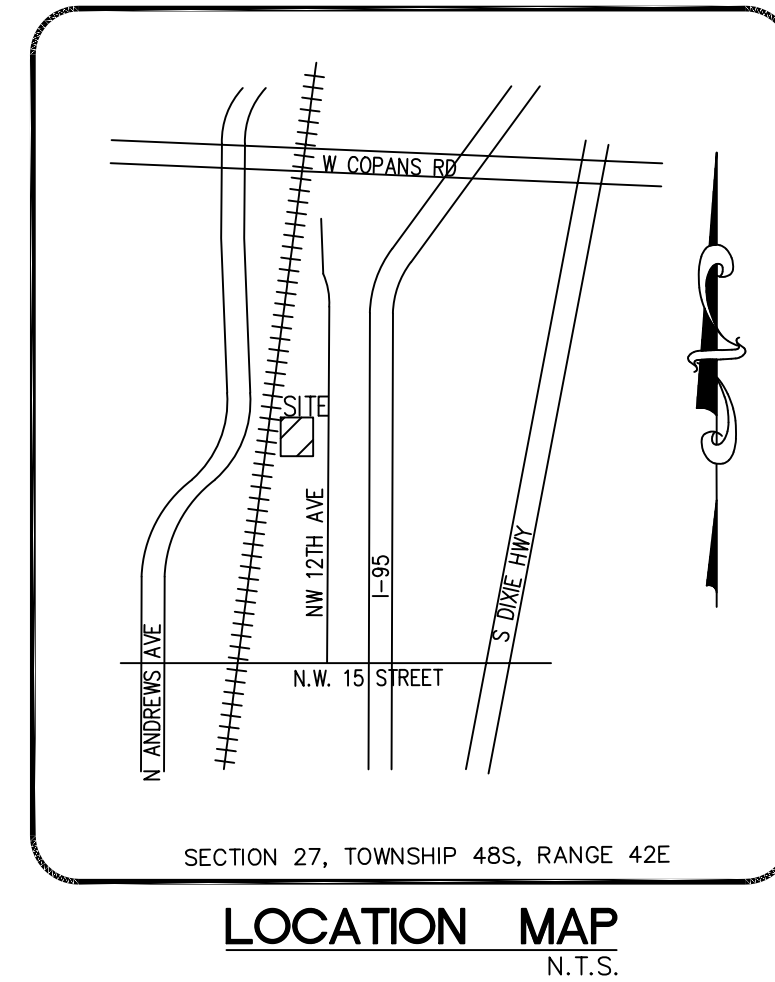 W COPANS RD
SITE
NW 12TH AVE
I-95
S DIXIE HWY
N ANDREWS AVE
N.W. 15 STREET
SECTION 27, TOWNSHIP 48S, RANGE 42E
LOCATION MAP
N.T.S.